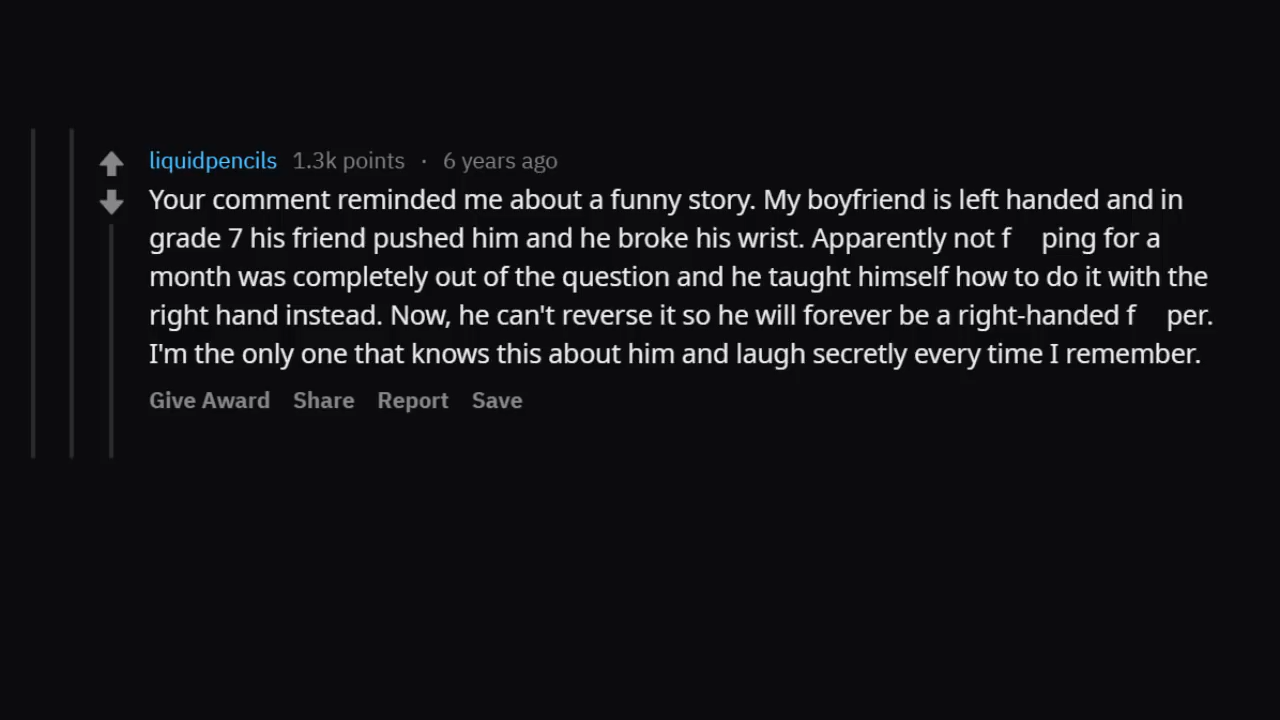 liquidpencils 1.3k points · 6 years ago
Your comment reminded me about a funny story. My boyfriend is left handed and in
grade 7 his friend pushed him and he broke his wrist. Apparently not f ping for a
month was completely out of the question and he taught himself how to do it with the
right hand instead. Now, he can't reverse it so he will forever be a right-handed f per.
I'm the only one that knows this about him and laugh secretly every time I remember.
Give Award Share Report Save